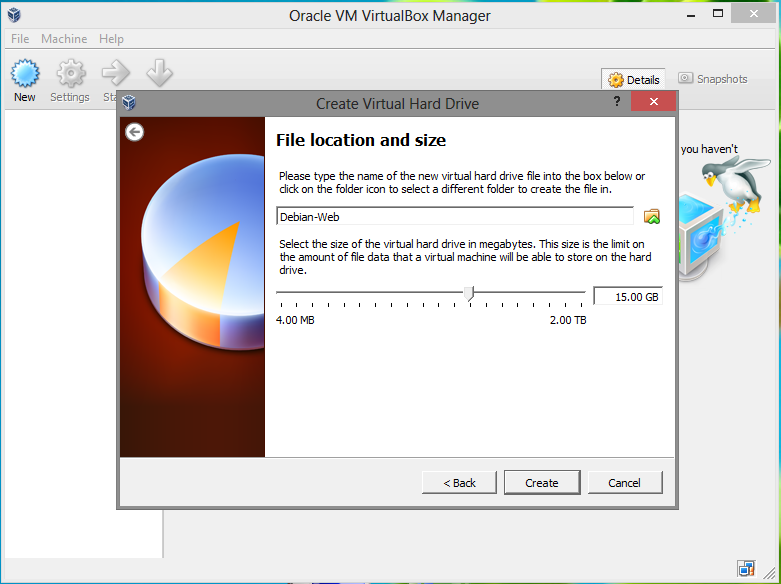 Oracle VM VirtualBox Manager
File Machine Help
New Settings Sta
Details Snapshots
Create Virtual Hard Drive
?
you haven't
File location and size
Please type the name of the new virtual hard drive file into the box below or
click on the folder icon to select a different folder to create the file in.
Debian-Web
Select the size of the virtual hard drive in megabytes. This size is the limit on
the amount of file data that a virtual machine will be able to store on the hard
drive.
15.00 GB
4.00 MB 2.00 TB
< Back Create Cancel